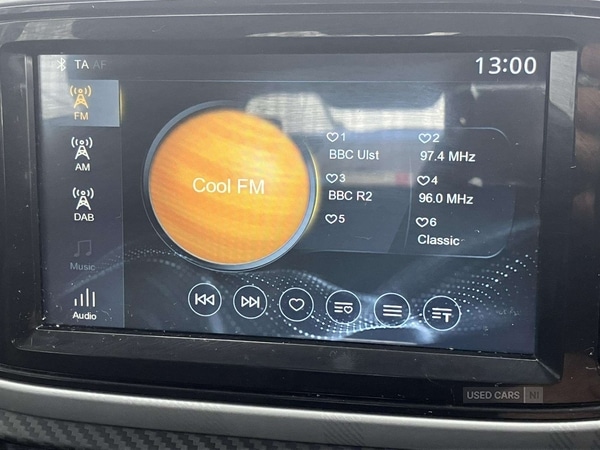 TA AF
13:00
FM
AM
DAB
Music
Audio
Cool FM
1
BBC Ulst
2
97.4 MHz
3
BBC R2
4
96.0 MHz
5
6
Classic
T
USED CARS NI